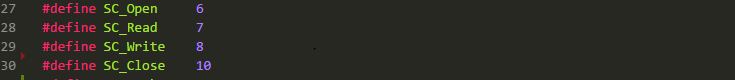 27 #define SC_Open 6
28 #define SC_Read 7
29 #define SC_Write 8
30 #define SC_Close 10